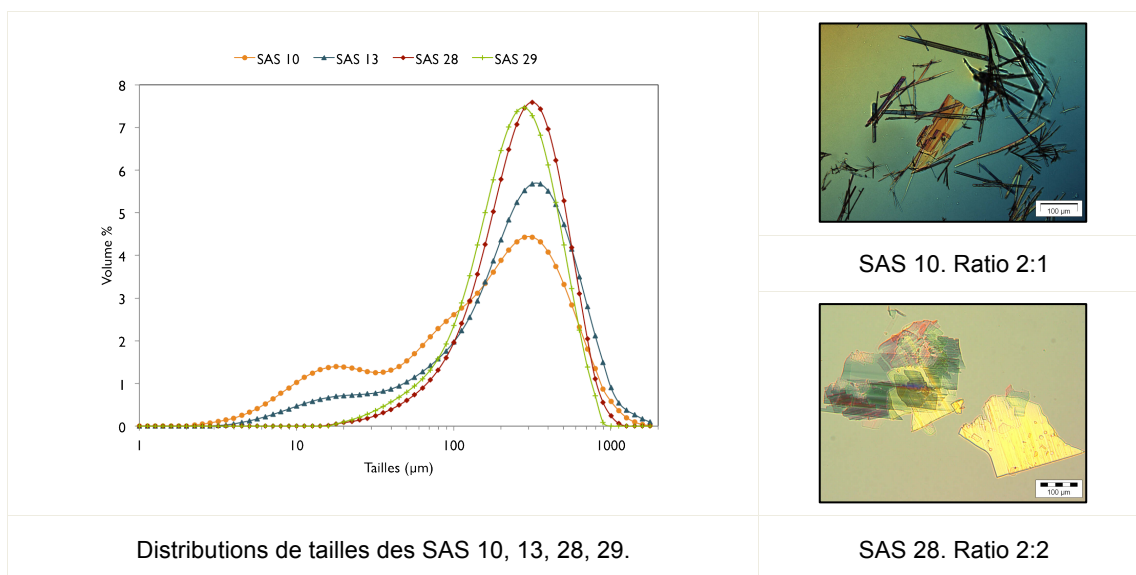 SAS 10 SAS 13 SAS 28 SAS 29
8
7
6
5
4
3
2
1
0
Volume %
1 10 100 1000
Tailles (µm)
Distributions de tailles des SAS 10, 13, 28, 29.
100 µm
SAS 10. Ratio 2:1
100 µm
SAS 28. Ratio 2:2